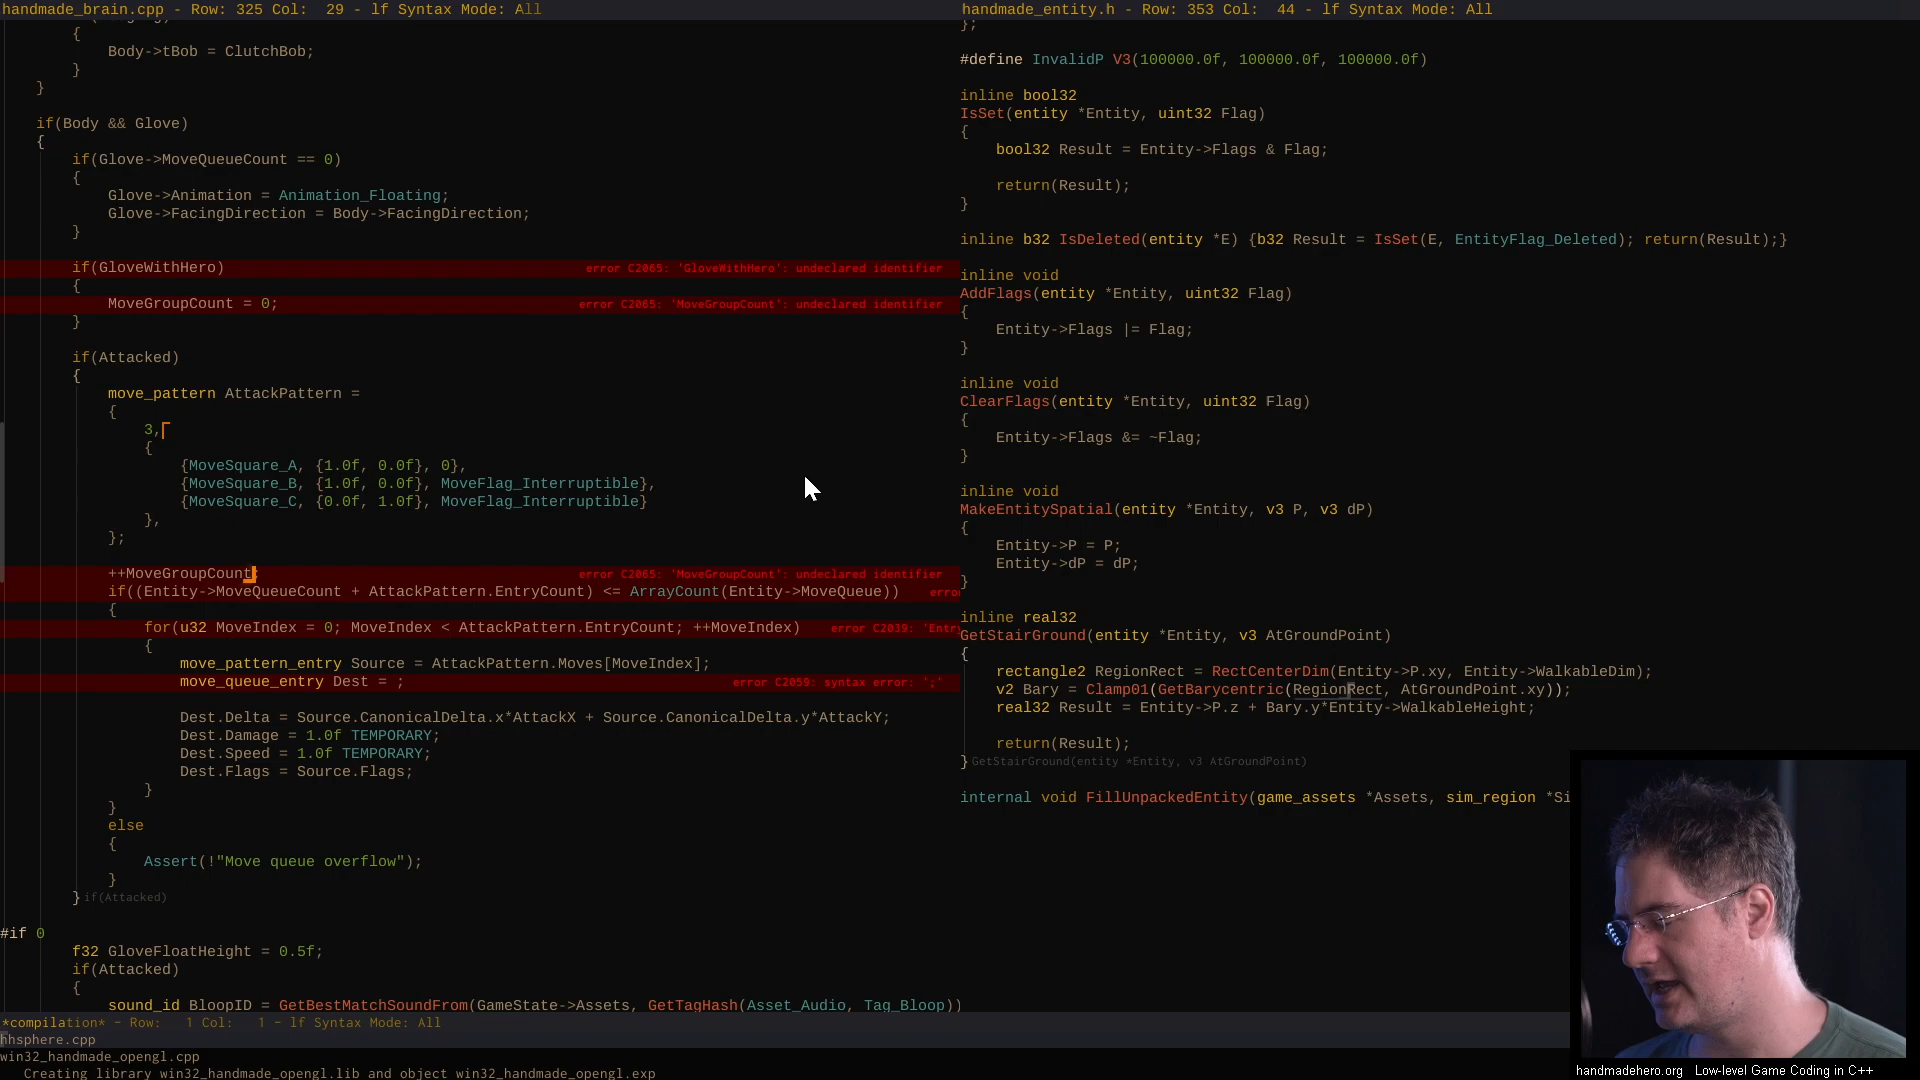 handmade_brain.cpp - Row: 325 Col:  29 - lf Syntax Mode: All
{
Body->tBob = ClutchBob;
}
}
if(Body && Glove)
{
if(Glove->MoveQueueCount == 0)
{
Glove->Animation = Animation_Floating;
Glove->FacingDirection = Body->FacingDirection;
}
if(GloveWithHero) error C2065: 'GloveWithHero': undeclared identifier
{
MoveGroupCount = 0; error C2065: 'MoveGroupCount': undeclared identifier
}
if(Attacked)
{
move_pattern AttackPattern =
{
3,
{
{MoveSquare_A, {1.0f, 0.0f}, 0},
{MoveSquare_B, {1.0f, 0.0f}, MoveFlag_Interruptible},
{MoveSquare_C, {0.0f, 1.0f}, MoveFlag_Interruptible}
},
};
++MoveGroupCount; error C2065: 'MoveGroupCount': undeclared identifier
if((Entity->MoveQueueCount + AttackPattern.EntryCount) <= ArrayCount(Entity->MoveQueue)) erro
{
for(u32 MoveIndex = 0; MoveIndex < AttackPattern.EntryCount; ++MoveIndex) error C2039: 'Entry
{
move_pattern_entry Source = AttackPattern.Moves[MoveIndex];
move_queue_entry Dest = ; error C2059: syntax error: ';'
Dest.Delta = Source.CanonicalDelta.x*AttackX + Source.CanonicalDelta.y*AttackY;
Dest.Damage = 1.0f TEMPORARY;
Dest.Speed = 1.0f TEMPORARY;
Dest.Flags = Source.Flags;
}
}
else
{
Assert(!"Move queue overflow");
}
} if(Attacked)
#if 0
f32 GloveFloatHeight = 0.5f;
if(Attacked)
{
sound_id BloopID = GetBestMatchSoundFrom(GameState->Assets, GetTagHash(Asset_Audio, Tag_Bloop))
handmade_entity.h - Row: 353 Col:  44 - lf Syntax Mode: All
};
#define InvalidP V3(100000.0f, 100000.0f, 100000.0f)
inline bool32
IsSet(entity *Entity, uint32 Flag)
{
bool32 Result = Entity->Flags & Flag;
return(Result);
}
inline b32 IsDeleted(entity *E) {b32 Result = IsSet(E, EntityFlag_Deleted); return(Result);}
inline void
AddFlags(entity *Entity, uint32 Flag)
{
Entity->Flags |= Flag;
}
inline void
ClearFlags(entity *Entity, uint32 Flag)
{
Entity->Flags &= ~Flag;
}
inline void
MakeEntitySpatial(entity *Entity, v3 P, v3 dP)
{
Entity->P = P;
Entity->dP = dP;
}
inline real32
GetStairGround(entity *Entity, v3 AtGroundPoint)
{
rectangle2 RegionRect = RectCenterDim(Entity->P.xy, Entity->WalkableDim);
v2 Bary = Clamp01(GetBarycentric(RegionRect, AtGroundPoint.xy));
real32 Result = Entity->P.z + Bary.y*Entity->WalkableHeight;
return(Result);
} GetStairGround(entity *Entity, v3 AtGroundPoint)
internal void FillUnpackedEntity(game_assets *Assets, sim_region *Si
*compilation* - Row:   1 Col:   1 - lf Syntax Mode: All
hhsphere.cpp
win32_handmade_opengl.cpp
Creating library win32_handmade_opengl.lib and object win32_handmade_opengl.exp
handmadehero.org Low-level Game Coding in C++